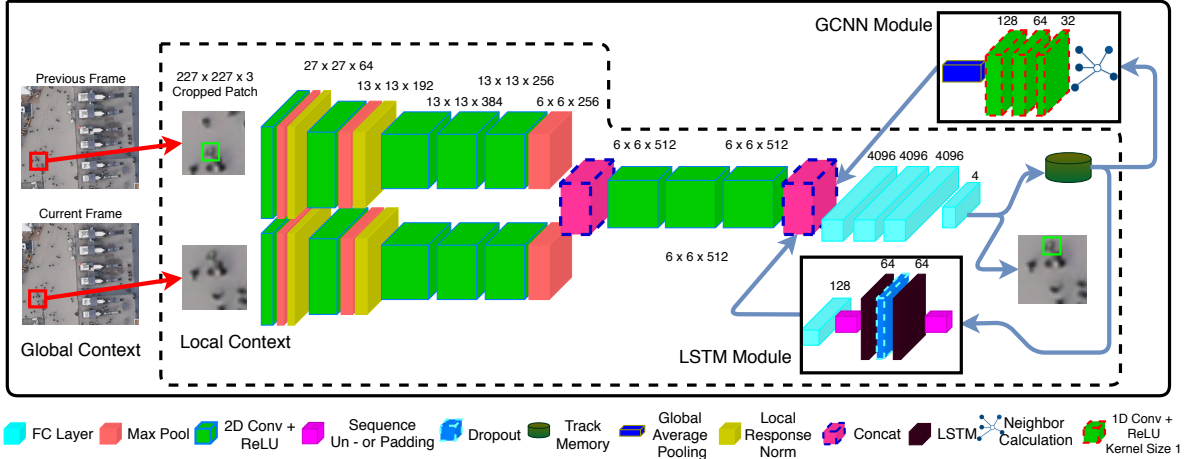 GCNN Module
128 64 32
Previous Frame
227 x 227 x 3
Cropped Patch
27 x 27 x 64
13 x 13 x 192
13 x 13 x 384
13 x 13 x 256
6 x 6 x 256
6 x 6 x 512
6 x 6 x 512
4096 4096 4096
4
Current Frame
6 x 6 x 512
128
64 64
Global Context
Local Context
LSTM Module
FC Layer
Max Pool
2D Conv +
ReLU
Sequence
Un - or Padding
Dropout
Track
Memory
Global
Average
Pooling
Local
Response
Norm
Concat
LSTM
Neighbor
Calculation
1D Conv +
ReLU
Kernel Size 1